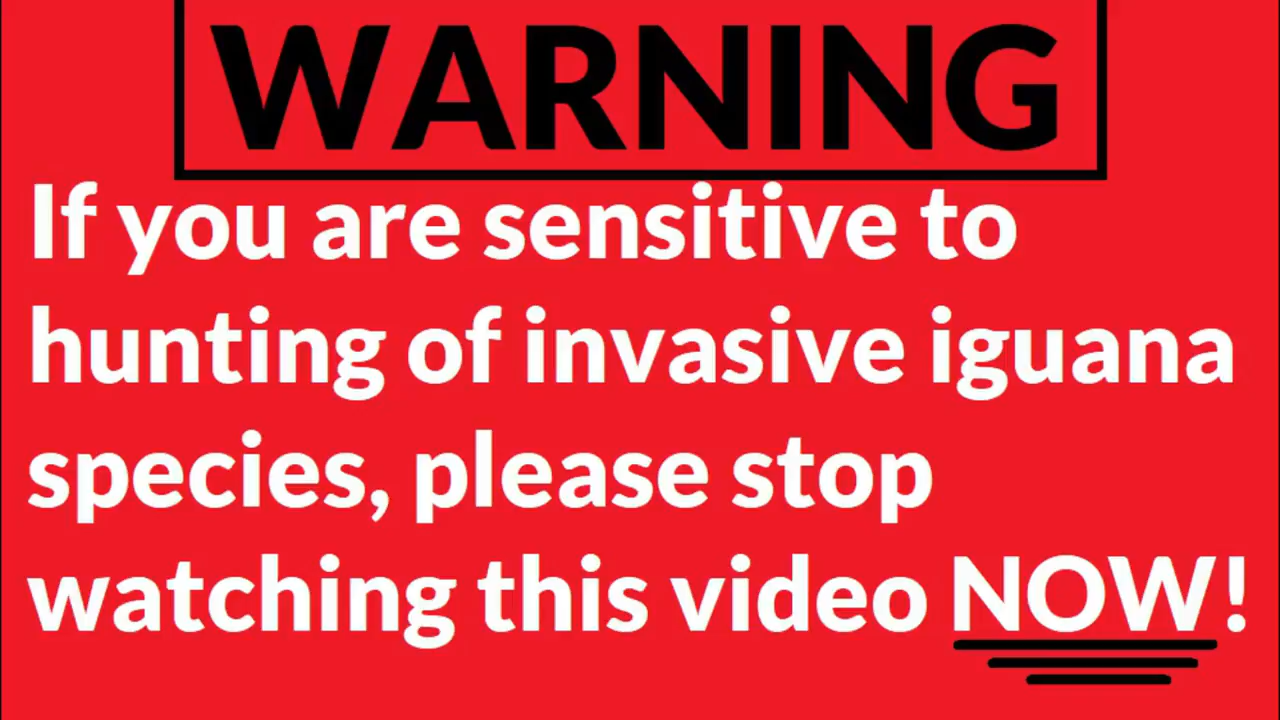 WARNING
If you are sensitive to
hunting of invasive iguana
species, please stop
watching this video NOW!